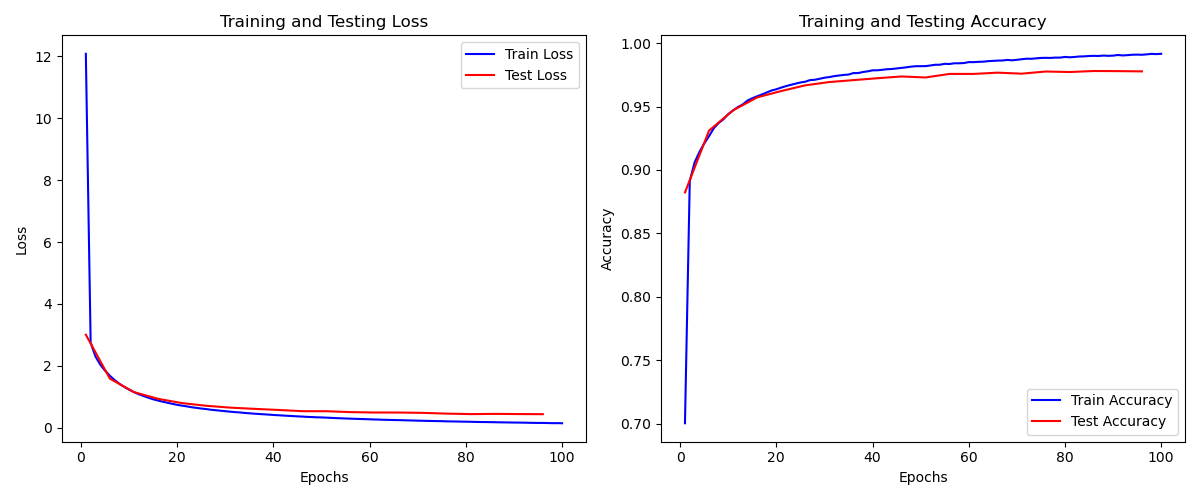 Training and Testing Loss
Train Loss
Test Loss
12
10
8
6
4
2
0
Loss
0 20 40 60 80 100
Epochs
Training and Testing Accuracy
1.00
0.95
0.90
0.85
0.80
0.75
0.70
Accuracy
Train Accuracy
Test Accuracy
0 20 40 60 80 100
Epochs